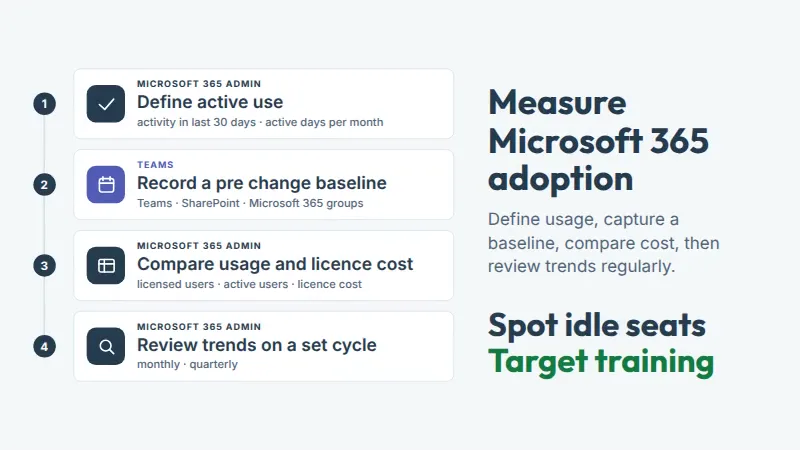 1
MICROSOFT 365 ADMIN
Define active use
activity in last 30 days · active days per month
2
TEAMS
Record a pre change baseline
Teams · SharePoint · Microsoft 365 groups
3
MICROSOFT 365 ADMIN
Compare usage and licence cost
licensed users · active users · licence cost
4
MICROSOFT 365 ADMIN
Review trends on a set cycle
monthly · quarterly
Measure
Microsoft 365
adoption
Define usage, capture a
baseline, compare cost, then
review trends regularly.
Spot idle seats
Target training